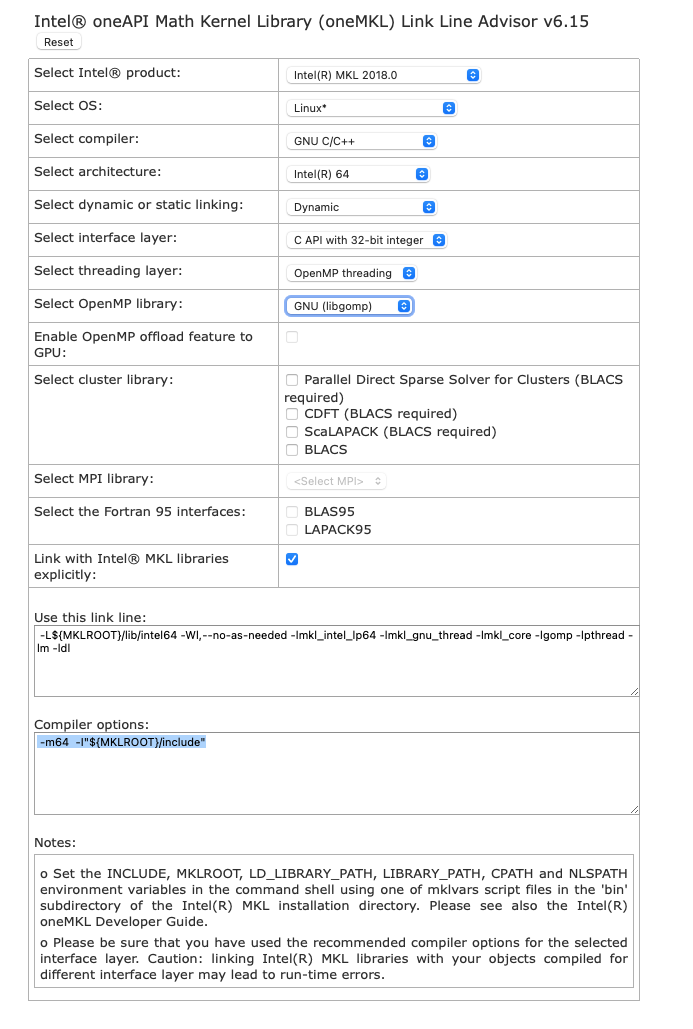 Intel® oneAPI Math Kernel Library (oneMKL) Link Line Advisor v6.15
Reset
Select Intel® product:
Intel(R) MKL 2018.0
Select OS:
Linux*
Select compiler:
GNU C/C++
Select architecture:
Intel(R) 64
Select dynamic or static linking:
Dynamic
Select interface layer:
C API with 32-bit integer
Select threading layer:
OpenMP threading
Select OpenMP library:
GNU (libgomp)
Enable OpenMP offload feature to
GPU:
Select cluster library:
Parallel Direct Sparse Solver for Clusters (BLACS
required)
CDFT (BLACS required)
ScaLAPACK (BLACS required)
BLACS
Select MPI library:
<Select MPI>
Select the Fortran 95 interfaces:
BLAS95
LAPACK95
Link with Intel® MKL libraries
explicitly:
Use this link line:
-L${MKLROOT}/lib/intel64 -Wl,--no-as-needed -lmkl_intel_lp64 -lmkl_gnu_thread -lmkl_core -lgomp -lpthread -
lm -ldl
Compiler options:
-m64  -I"${MKLROOT}/include"
Notes:
o Set the INCLUDE, MKLROOT, LD_LIBRARY_PATH, LIBRARY_PATH, CPATH and NLSPATH
environment variables in the command shell using one of mklvars script files in the 'bin'
subdirectory of the Intel(R) MKL installation directory. Please see also the Intel(R)
oneMKL Developer Guide.
o Please be sure that you have used the recommended compiler options for the selected
interface layer. Caution: linking Intel(R) MKL libraries with your objects compiled for
different interface layer may lead to run-time errors.